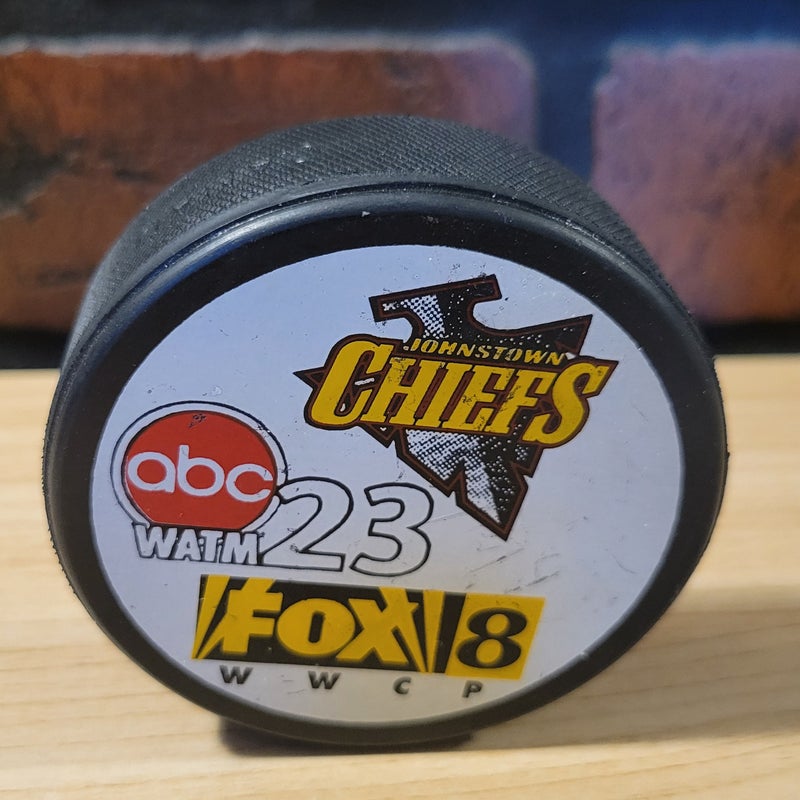 JOHNSTOWN
CHIEFS
abc
WATM 23
FOX 8
WWCP